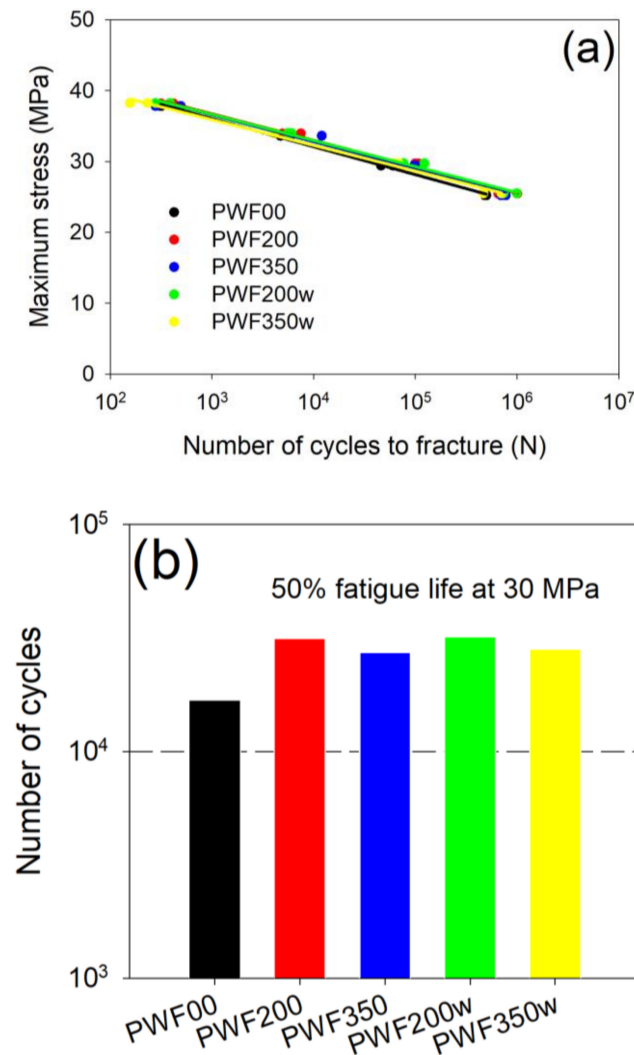 (a)
Maximum stress (MPa)
50
40
30
20
10
0
PWF00
PWF200
PWF350
PWF200w
PWF350w
10² 10³ 10⁴ 10⁵ 10⁶ 10⁷
Number of cycles to fracture (N)
(b)
50% fatigue life at 30 MPa
Number of cycles
10⁵
10⁴
10³
PWF00 PWF200 PWF350 PWF200w PWF350w